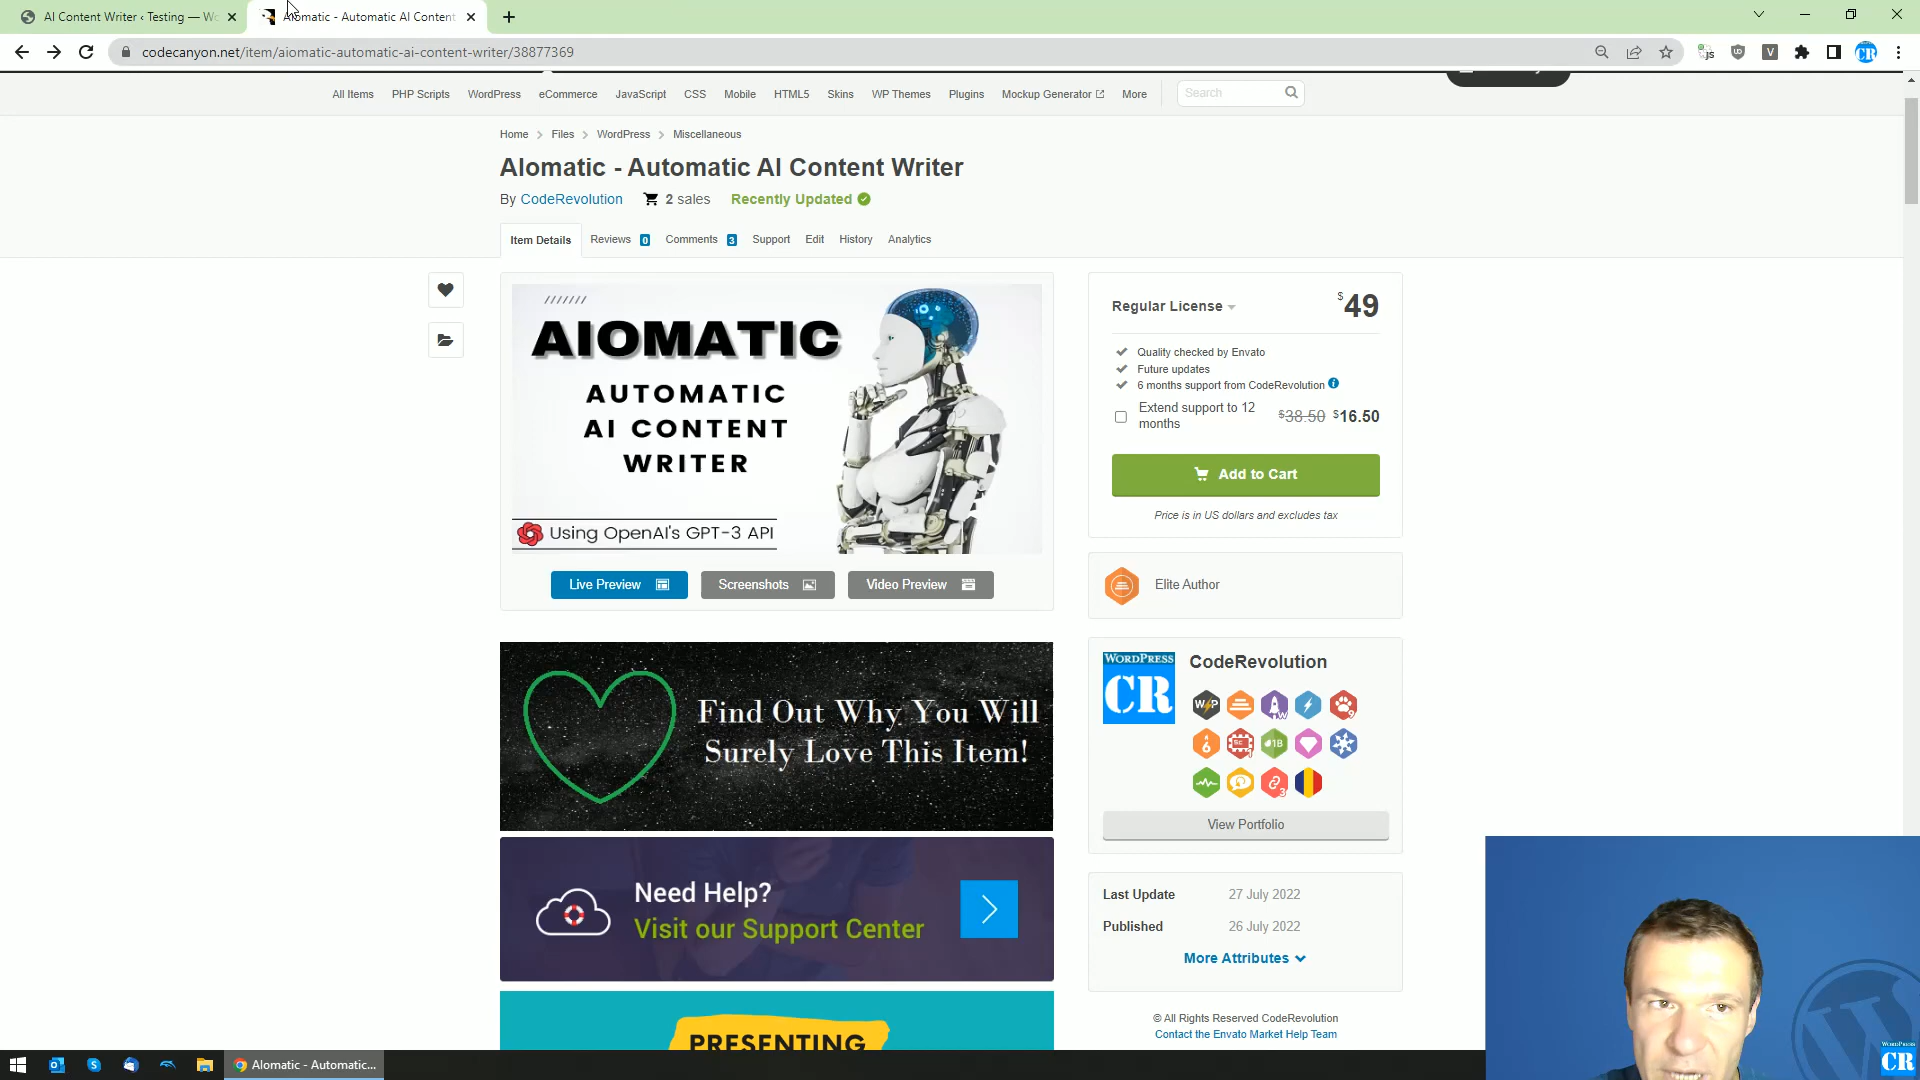 AI Content Writer ‹ Testing — Wo
AIomatic - Automatic AI Content
codecanyon.net/item/aiomatic-automatic-ai-content-writer/38877369
All Items PHP Scripts WordPress eCommerce JavaScript CSS Mobile HTML5 Skins WP Themes Plugins Mockup Generator More Search
Home > Files > WordPress > Miscellaneous
AIomatic - Automatic AI Content Writer
By CodeRevolution 2 sales Recently Updated
Item Details Reviews 0 Comments 3 Support Edit History Analytics
AIOMATIC
AUTOMATIC
AI CONTENT
WRITER
Using OpenAI's GPT-3 API
Live Preview Screenshots Video Preview
Find Out Why You Will
Surely Love This Item!
Need Help?
Visit our Support Center
PRESENTING
Regular License $49
Quality checked by Envato
Future updates
6 months support from CodeRevolution
Extend support to 12
months $38.50 $16.50
Add to Cart
Price is in US dollars and excludes tax
Elite Author
WORDPRESS
CR
CodeRevolution
View Portfolio
Last Update 27 July 2022
Published 26 July 2022
More Attributes
© All Rights Reserved CodeRevolution
Contact the Envato Market Help Team
AIomatic - Automatic...
WORDPRESS
CR